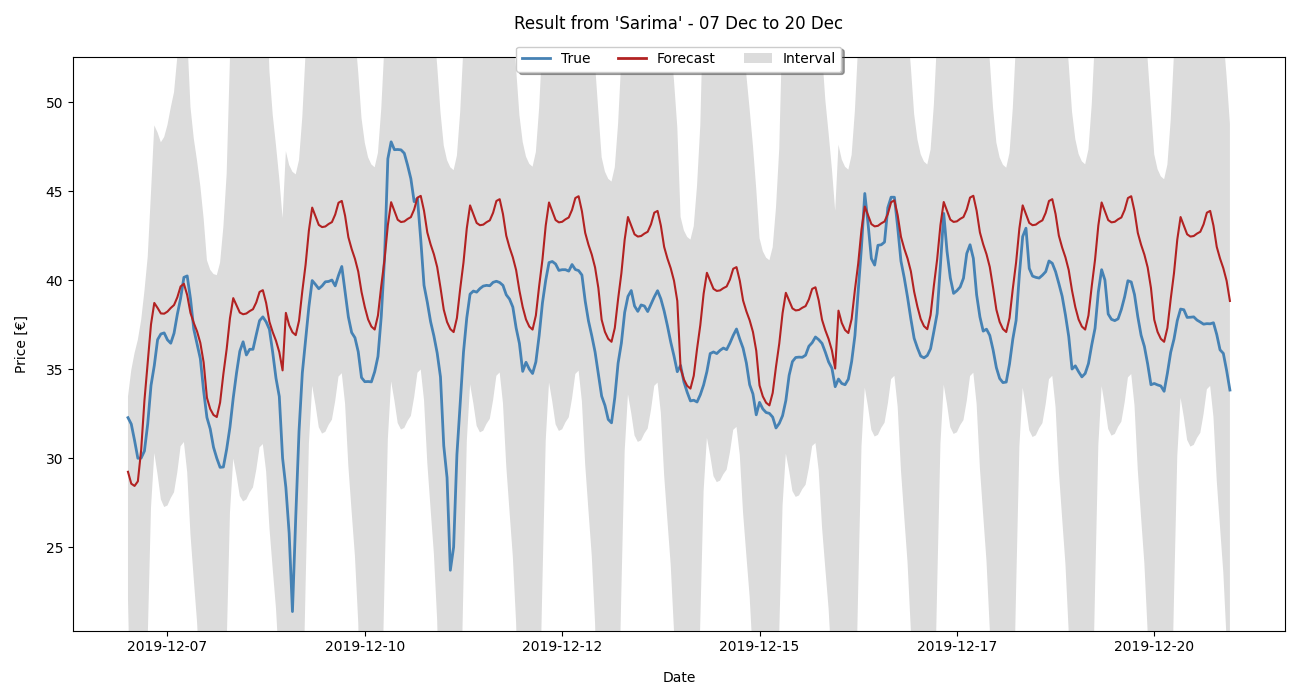 Result from 'Sarima' - 07 Dec to 20 Dec
True Forecast Interval
Price [€]
50
45
40
35
30
25
2019-12-07 2019-12-10 2019-12-12 2019-12-15 2019-12-17 2019-12-20
Date